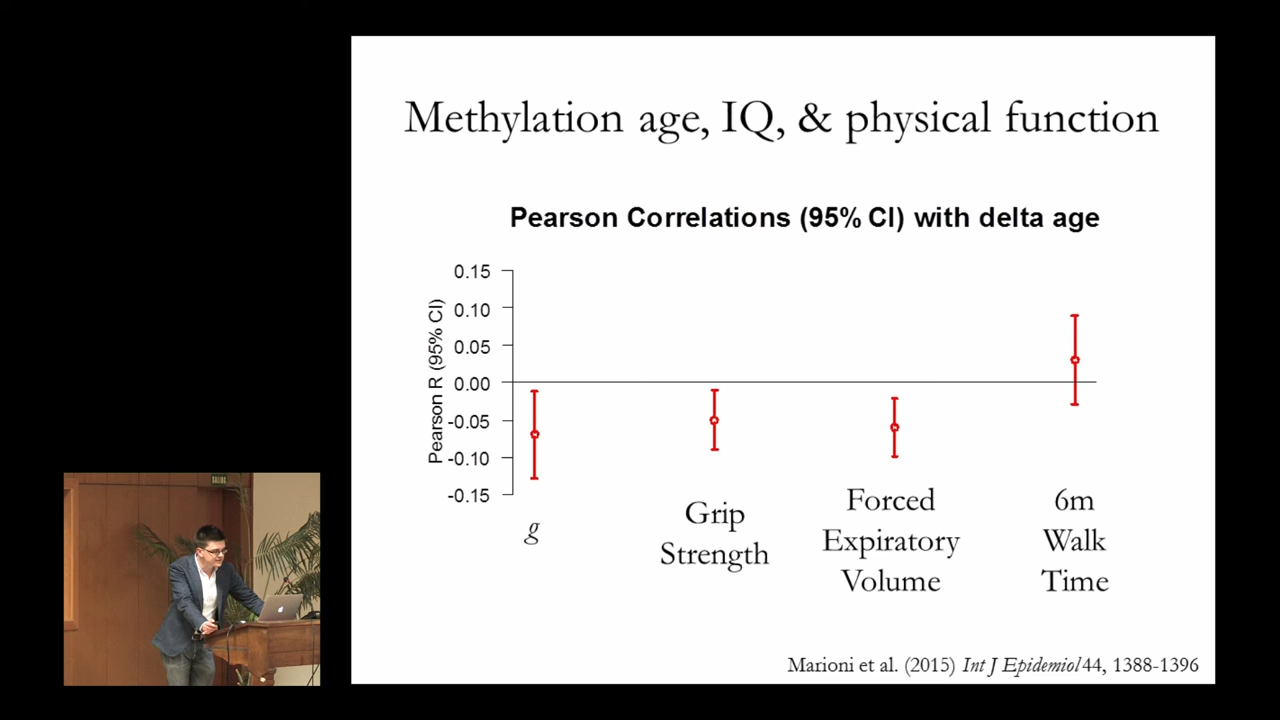 Methylation age, IQ, & physical function
Pearson Correlations (95% CI) with delta age
Pearson R (95% CI)
0.15
0.10
0.05
0.00
-0.05
-0.10
-0.15
g
Grip
Strength
Forced
Expiratory
Volume
6m
Walk
Time
Marioni et al. (2015) Int J Epidemiol 44, 1388-1396
SALIDA